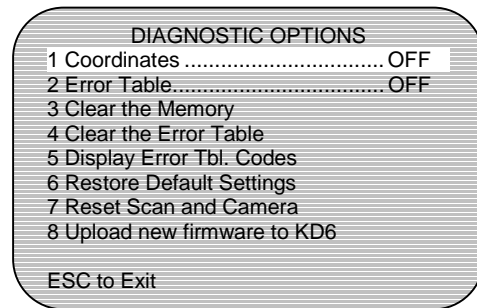 DIAGNOSTIC OPTIONS
1 Coordinates ................................. OFF
2 Error Table................................... OFF
3 Clear the Memory
4 Clear the Error Table
5 Display Error Tbl. Codes
6 Restore Default Settings
7 Reset Scan and Camera
8 Upload new firmware to KD6
ESC to Exit